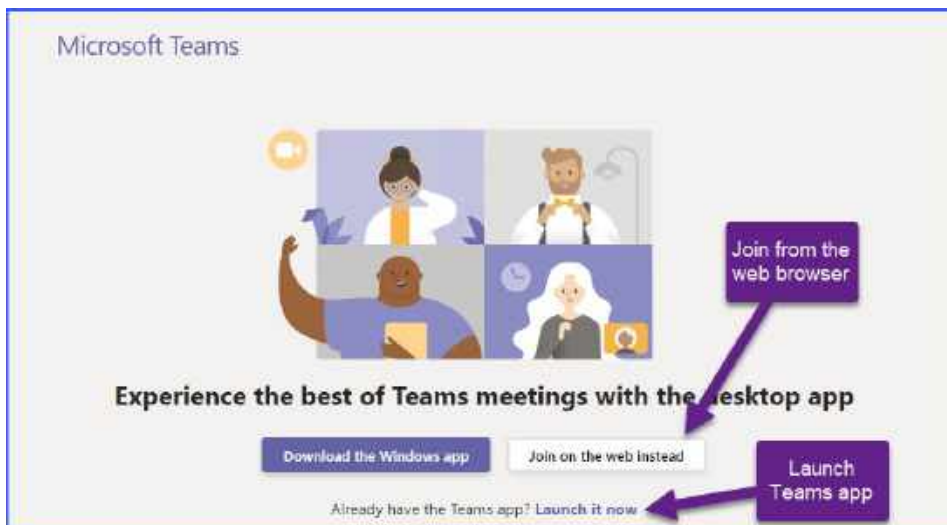 Microsoft Teams
Join from the
web browser
Experience the best of Teams meetings with the desktop app
Download the Windows app
Join on the web instead
Launch
Teams app
Already have the Teams app? Launch it now